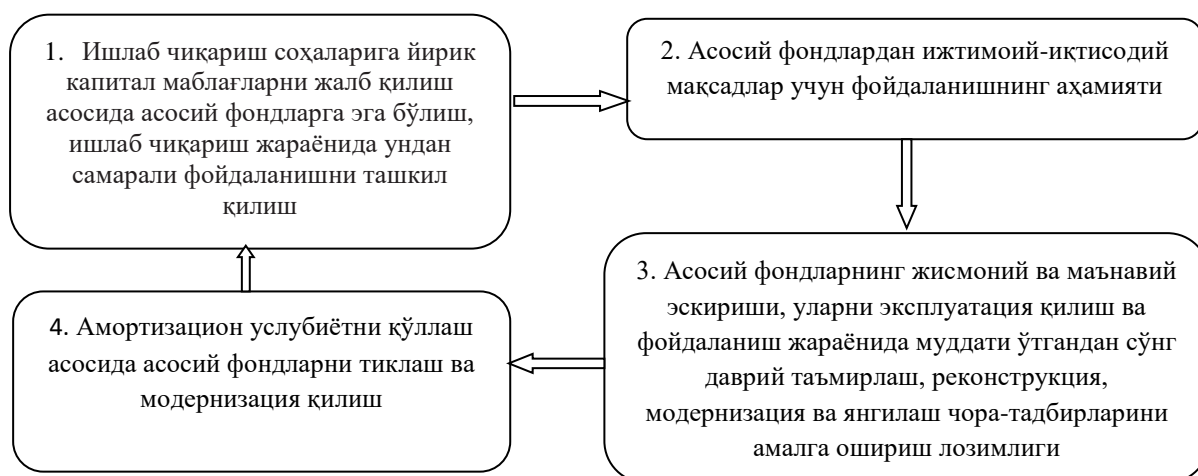 1. Ишлаб чиқариш соҳаларига йирик
капитал маблағларни жалб қилиш
асосида асосий фондларга эга бўлиш,
ишлаб чиқариш жараёнида ундан
самарали фойдаланишни ташкил
қилиш
2. Асосий фондлардан ижтимоий-иқтисодий
мақсадлар учун фойдаланишнинг аҳамияти
3. Асосий фондларнинг жисмоний ва маънавий
эскириши, уларни эксплуатация қилиш ва
фойдаланиш жараёнида муддати ўтгандан сўнг
даврий таъмирлаш, реконструкция,
модернизация ва янгилаш чора-тадбирларини
амалга ошириш лозимлиги
4. Амортизацион услубиётни қўллаш
асосида асосий фондларни тиклаш ва
модернизация қилиш